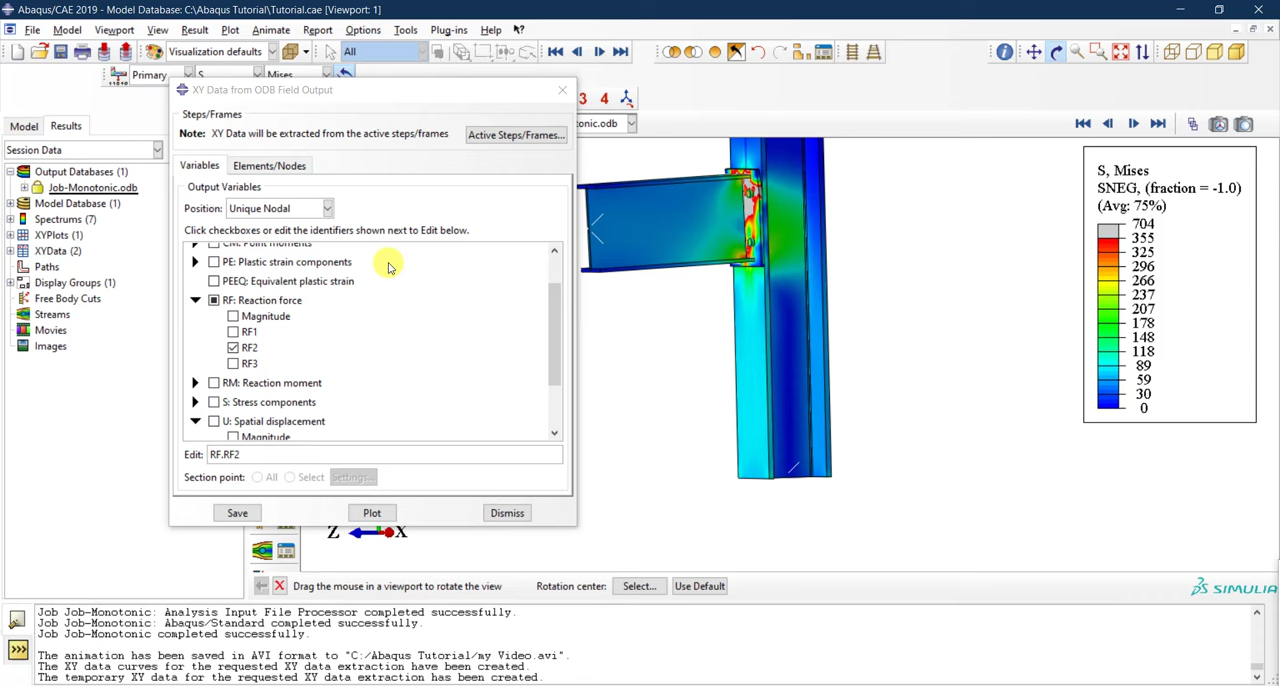 Abaqus/CAE 2019 - Model Database: C:\Abaqus Tutorial\Tutorial.cae [Viewport: 1]
File Model Viewport View Result Plot Animate Report Options Tools Plug-ins Help
Visualization defaults All
Primary S Mises
XY Data from ODB Field Output
3 4
Steps/Frames
Note: XY Data will be extracted from the active steps/frames Active Steps/Frames...
Model Results
Session Data
Output Databases (1)
Job-Monotonic.odb
Model Database (1)
Spectrums (7)
XYPlots (1)
XYData (2)
Paths
Display Groups (1)
Free Body Cuts
Streams
Movies
Images
Variables Elements/Nodes
Output Variables
Position: Unique Nodal
Click checkboxes or edit the identifiers shown next to Edit below.
CM: Point moments
PE: Plastic strain components
PEEQ: Equivalent plastic strain
RF: Reaction force
Magnitude
RF1
RF2
RF3
RM: Reaction moment
S: Stress components
U: Spatial displacement
Magnitude
Edit: RF.RF2
Section point: All Select Settings...
Save Plot Dismiss
nic.odb
S, Mises
SNEG, (fraction = -1.0)
(Avg: 75%)
704
355
325
296
266
237
207
178
148
118
89
59
30
0
Z X
Drag the mouse in a viewport to rotate the view Rotation center: Select... Use Default
SIMULIA
Job Job-Monotonic: Analysis Input File Processor completed successfully.
Job Job-Monotonic: Abaqus/Standard completed successfully.
Job Job-Monotonic completed successfully.
The animation has been saved in AVI format to "C:/Abaqus Tutorial/my Video.avi".
The XY data curves for the requested XY data extraction have been created.
The temporary XY data for the requested XY data extraction has been created.